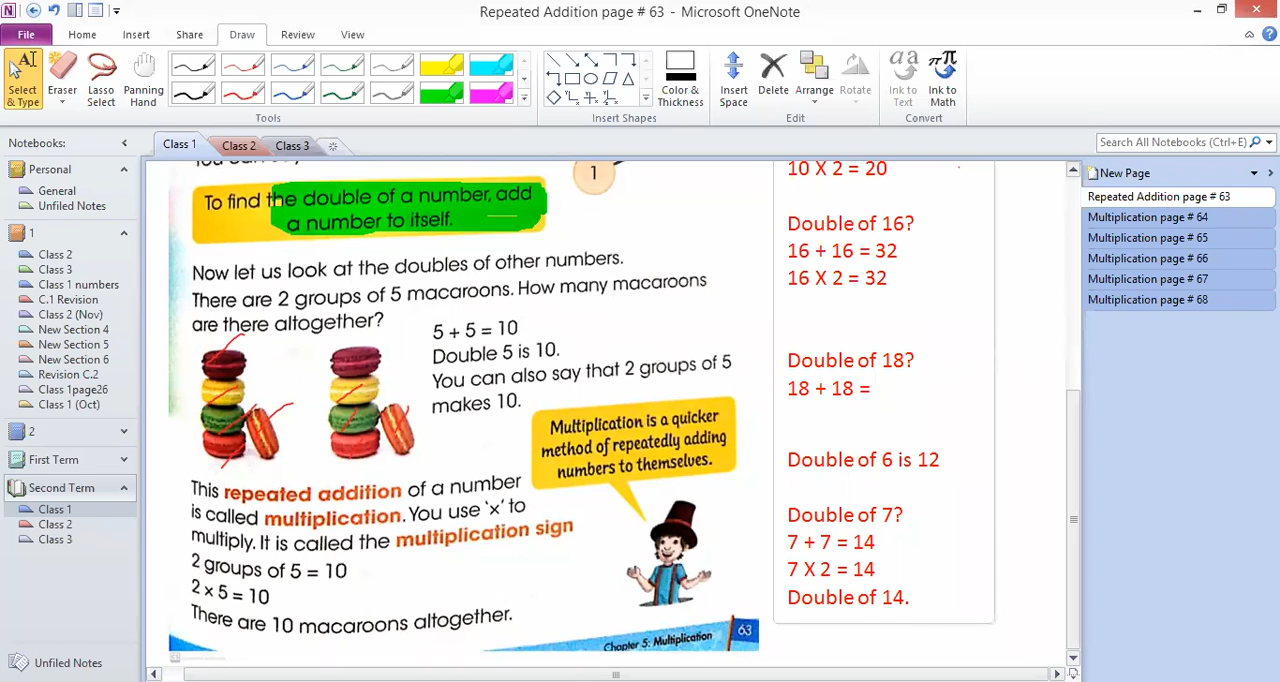 Repeated Addition page # 63 - Microsoft OneNote
File
Home
Insert
Share
Draw
Review
View
Select & Type
Eraser
Lasso Select
Panning Hand
Tools
Insert Shapes
Color & Thickness
Insert Space
Delete
Arrange
Rotate
Edit
Ink to Text
Ink to Math
Convert
Notebooks:
Personal
General
Unfiled Notes
1
Class 2
Class 3
Class 1 numbers
C.1 Revision
Class 2 (Nov)
New Section 4
New Section 5
New Section 6
Revision C.2
Class 1page26
Class 1 (Oct)
2
First Term
Second Term
Class 1
Class 2
Class 3
Unfiled Notes
Class 1
Class 2
Class 3
Search All Notebooks (Ctrl+E)
1
To find the double of a number, add
a number to itself.
Now let us look at the doubles of other numbers.
There are 2 groups of 5 macaroons. How many macaroons
are there altogether?
5 + 5 = 10
Double 5 is 10.
You can also say that 2 groups of 5
makes 10.
Multiplication is a quicker
method of repeatedly adding
numbers to themselves.
This repeated addition of a number
is called multiplication. You use 'x' to
multiply. It is called the multiplication sign
2 groups of 5 = 10
2 × 5 = 10
There are 10 macaroons altogether.
Chapter 5: Multiplication
63
10 X 2 = 20
Double of 16?
16 + 16 = 32
16 X 2 = 32
Double of 18?
18 + 18 =
Double of 6 is 12
Double of 7?
7 + 7 = 14
7 X 2 = 14
Double of 14.
New Page
Repeated Addition page # 63
Multiplication page # 64
Multiplication page # 65
Multiplication page # 66
Multiplication page # 67
Multiplication page # 68